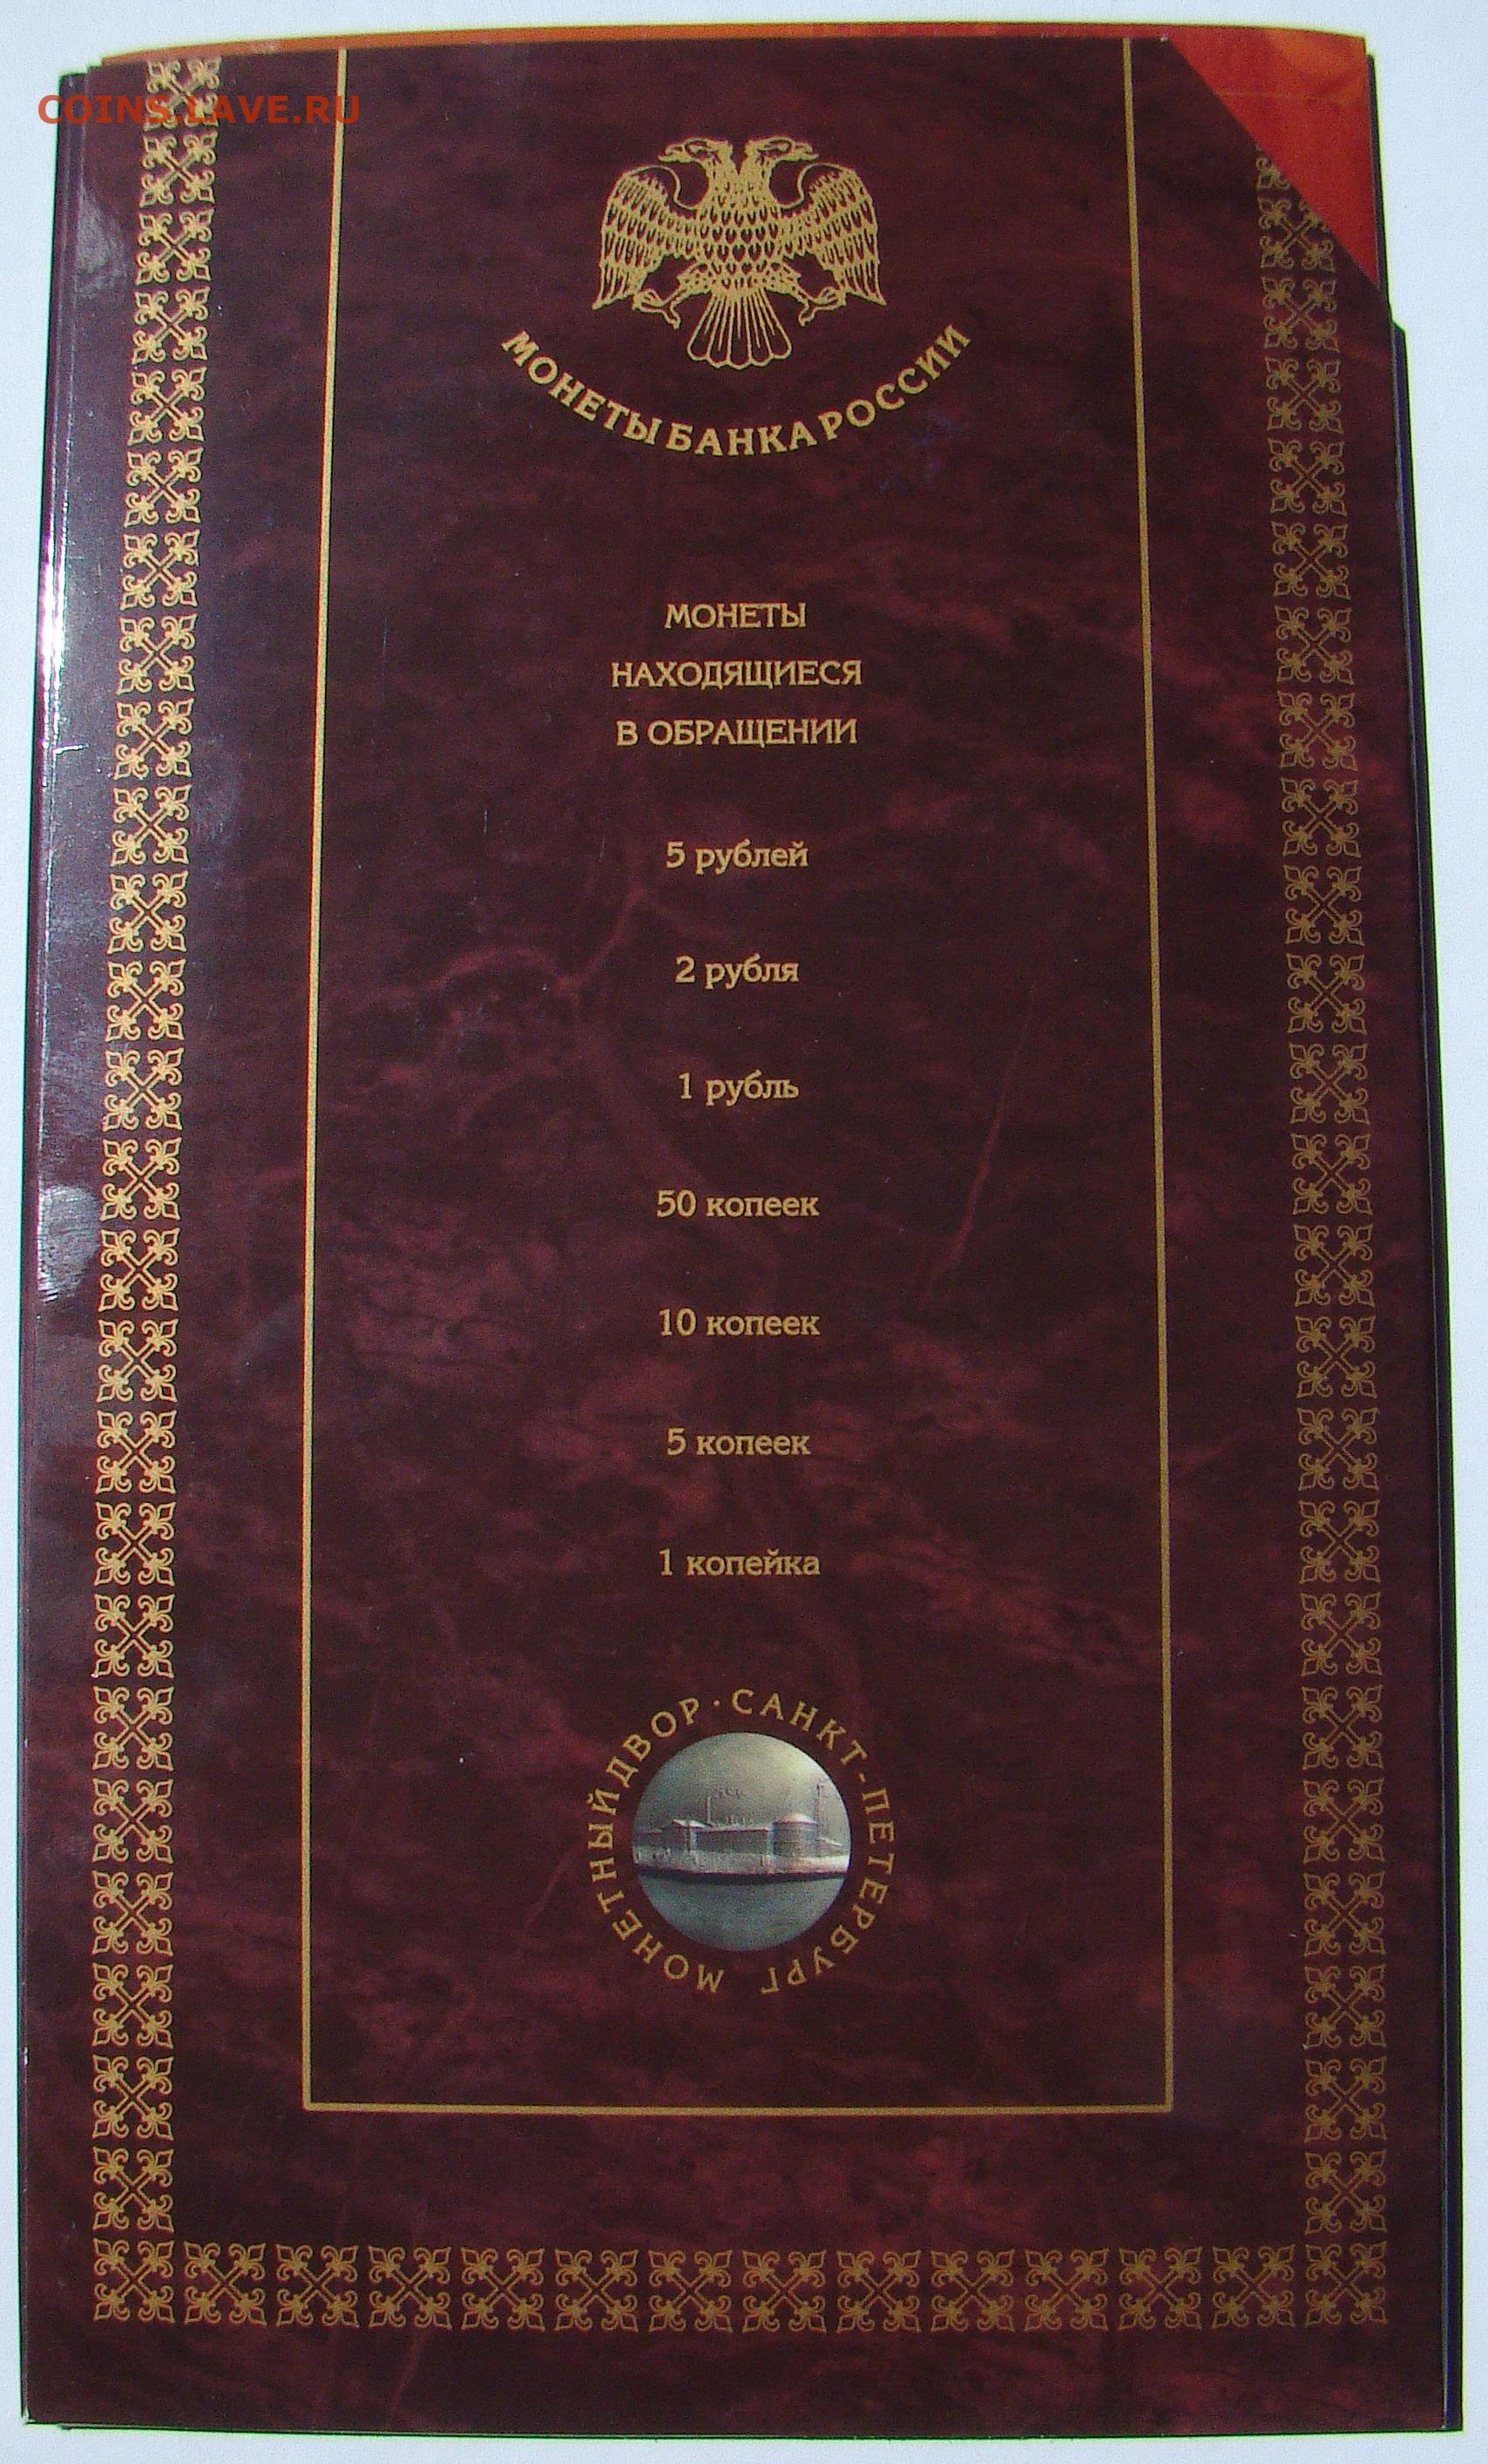 COINS.LAVE.RU
МОНЕТЫ БАНКА РОССИИ
МОНЕТЫ
НАХОДЯЩИЕСЯ
В ОБРАЩЕНИИ
5 рублей
2 рубля
1 рубль
50 копеек
10 копеек
5 копеек
1 копейка
МОНЕТНЫЙ ДВОР · САНКТ-ПЕТЕРБУРГ